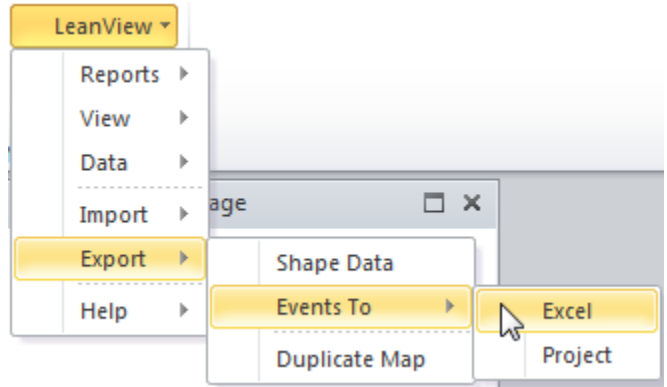 LeanView
Reports
View
Data
Import
age
Export
Shape Data
Help
Events To
Excel
Duplicate Map
Project